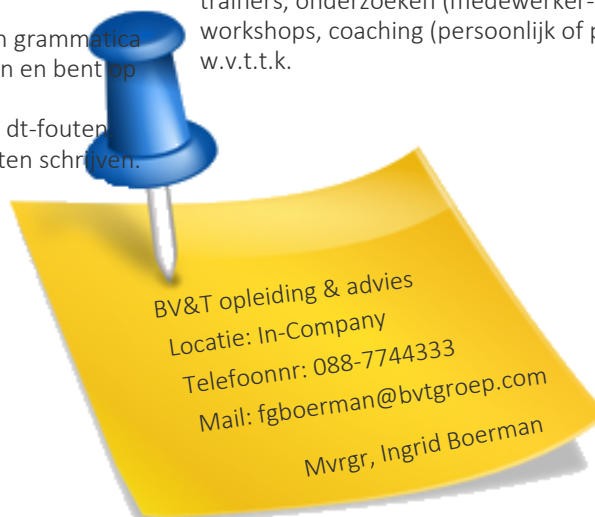 n grammatica
n en bent op
dt-fouten
ten schrijven.
trainers, onderzoeken (medewerker-
workshops, coaching (persoonlijk of p
w.v.t.t.k.
BV&T opleiding & advies
Locatie: In-Company
Telefoonnr: 088-7744333
Mail: fgboerman@bvtgroep.com
Mvrgr, Ingrid Boerman